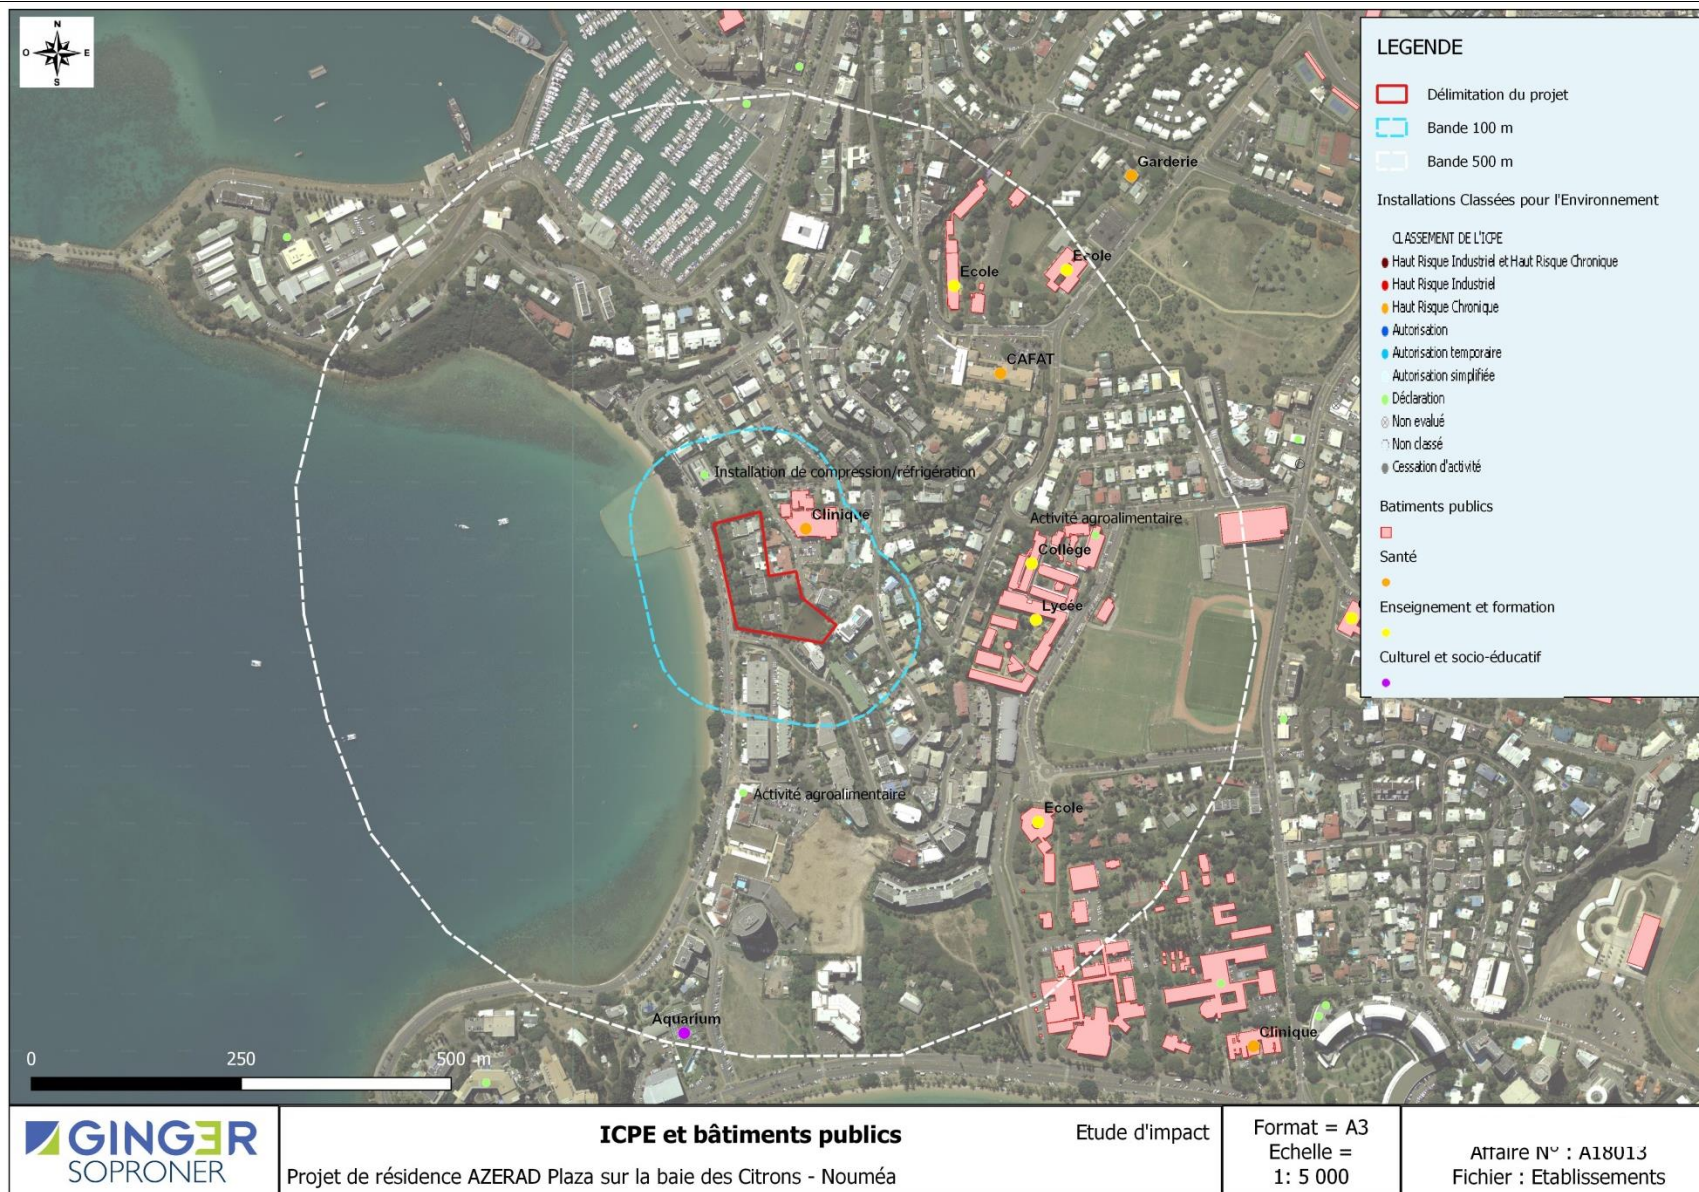 N
O E
S
LEGENDE
Délimitation du projet
Bande 100 m
Bande 500 m
Installations Classées pour l'Environnement
CLASSEMENT DE L'ICPE
Haut Risque Industriel et Haut Risque Chronique
Haut Risque Industriel
Haut Risque Chronique
Autorisation
Autorisation temporaire
Autorisation simplifiée
Déclaration
Non evalué
Non classé
Cessation d'activité
Batiments publics
Santé
Enseignement et formation
Culturel et socio-éducatif
Garderie
Ecole
Ecole
CAFAT
Installation de compression/réfrigération
Clinique
Activité agroalimentaire
Collège
Lycée
Activité agroalimentaire
Ecole
Aquarium
Clinique
0 250 500 m
GINGER
SOPRONER
ICPE et bâtiments publics
Etude d'impact
Projet de résidence AZERAD Plaza sur la baie des Citrons - Nouméa
Format = A3
Echelle =
1: 5 000
Affaire N° : A18013
Fichier : Etablissements